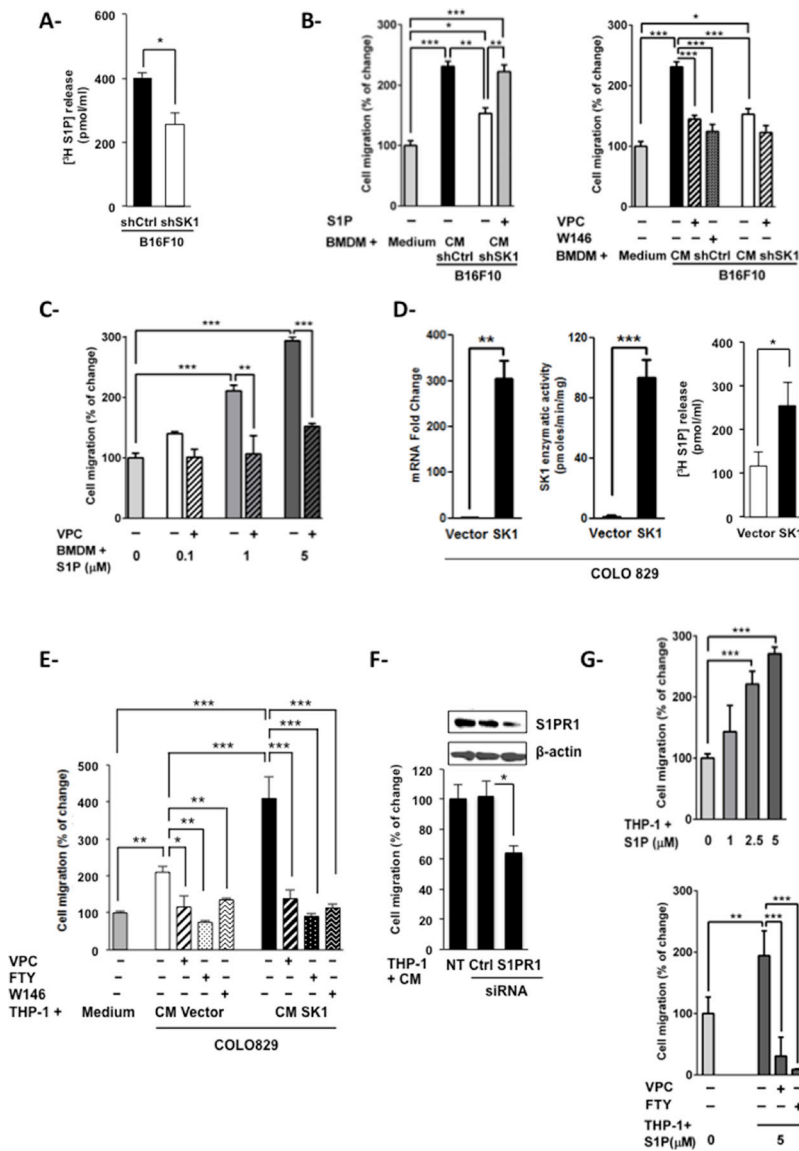 A-
[³H S1P] release
(pmol/ml)
600
400
200
0
*
shCtrl shSK1
B16F10
B-
Cell migration (% of change)
300
200
100
0
***
*
*** ** **
S1P – – – +
BMDM + Medium CM CM
shCtrl shSK1
B16F10
Cell migration (% of change)
300
200
100
0
*
*** ***
***
***
VPC – – + – – +
W146 – – – + – –
BMDM + Medium CM shCtrl CM shSK1
B16F10
C-
Cell migration (% of change)
300
200
100
0
*** ***
*** **
VPC – – + – + – +
BMDM +
S1P (μM) 0 0.1 1 5
D-
mRNA Fold Change
400
300
200
100
0
**
Vector SK1
SK1 enzymatic activity
(pmoles/min/mg)
120
90
60
30
0
***
Vector SK1
[³H S1P] release
(pmol/ml)
400
300
200
100
0
*
Vector SK1
COLO 829
E-
Cell migration (% of change)
500
400
300
200
100
0
*** ***
***
*** ***
**
**
** *
VPC – – + – – – + – –
FTY – – – + – – – + –
W146 – – – – + – – – +
THP-1 + Medium CM Vector CM SK1
COLO829
F-
S1PR1
β-actin
Cell migration (% of change)
120
100
80
60
40
20
0
*
THP-1
+ CM
NT Ctrl S1PR1
siRNA
G-
Cell migration (% of change)
300
200
100
0
***
***
THP-1 +
S1P (μM) 0 1 2.5 5
Cell migration (% of change)
300
200
100
0
***
** ***
VPC – – + –
FTY – – – +
THP-1+
S1P(μM) 0 5